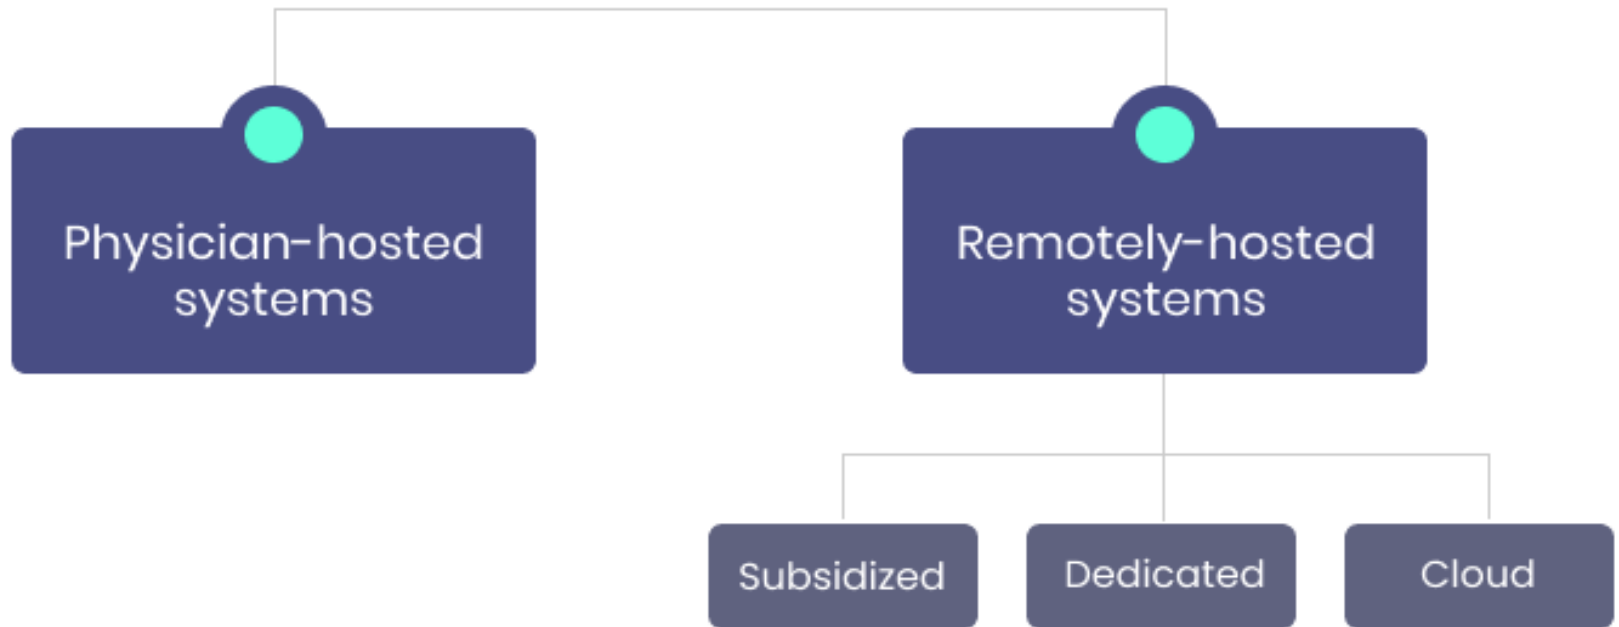 Physician-hosted
systems
Remotely-hosted
systems
Subsidized
Dedicated
Cloud